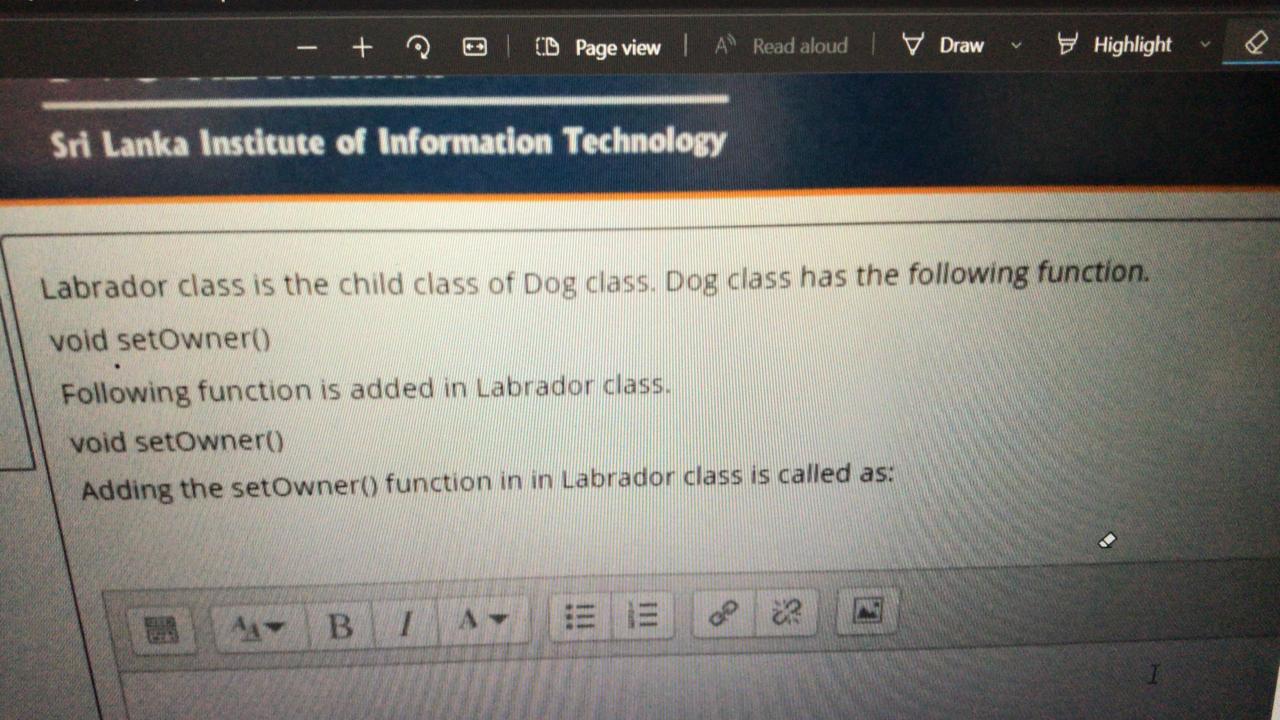 Page view
Read aloud
Draw
Highlight
Sri Lanka Institute of Information Technology
Labrador class is the child class of Dog class. Dog class has the following function.
void setOwner()
Following function is added in Labrador class.
void setOwner()
Adding the setOwner() function in in Labrador class is called as:
B I A